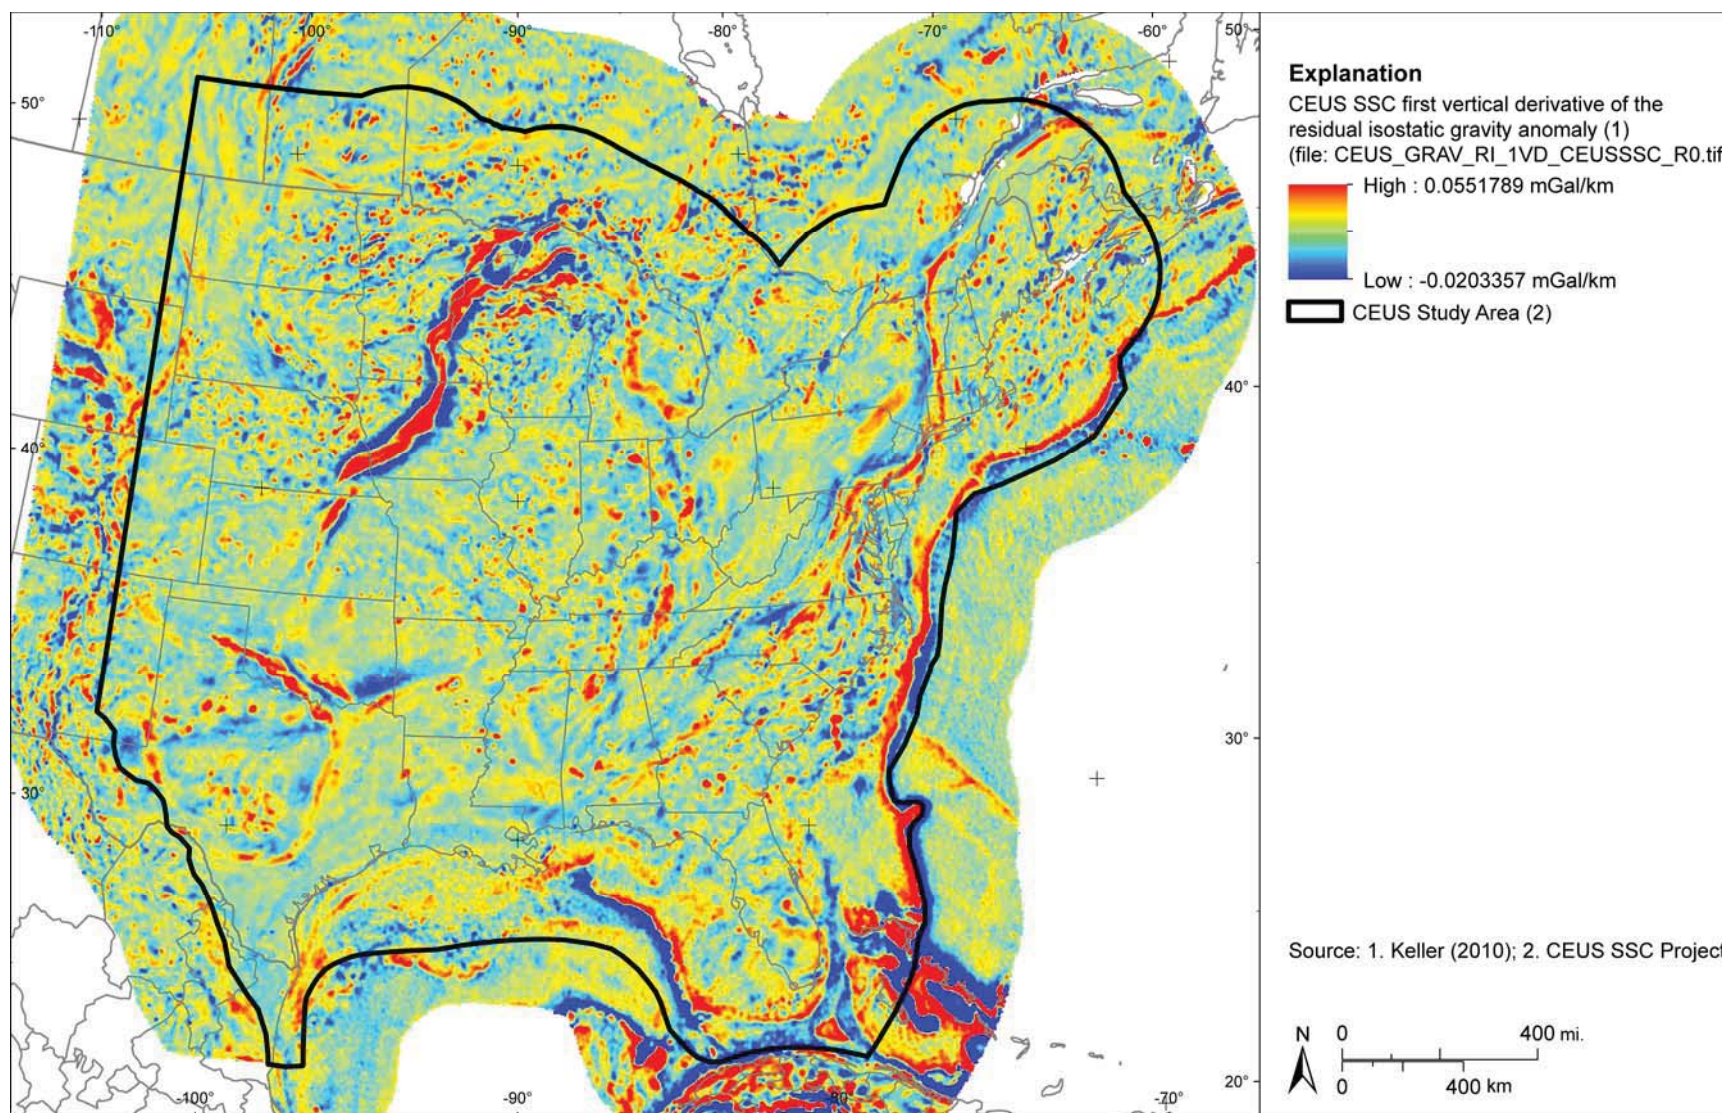 -110°
-100°
-90°
-80°
-70°
-60°
50°
50°
40°
40°
30°
30°
20°
-100°
-90°
-80
-70°
Explanation
CEUS SSC first vertical derivative of the
residual isostatic gravity anomaly (1)
(file: CEUS_GRAV_RI_1VD_CEUSSSC_R0.tif
High : 0.0551789 mGal/km
Low : -0.0203357 mGal/km
CEUS Study Area (2)
Source: 1. Keller (2010); 2. CEUS SSC Project
N
0 400 mi.
0 400 km